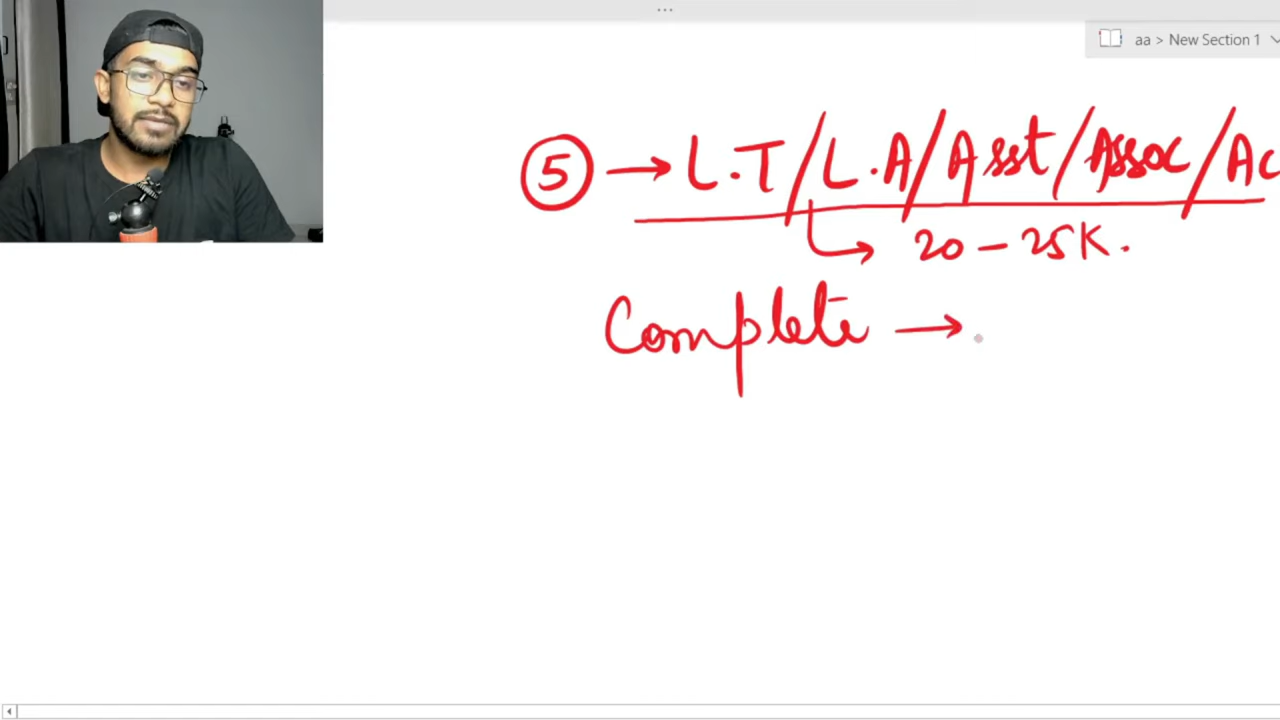 aa > New Section 1
5 → L.T / L.A / Asst / Assoc / Ac
20 - 25K.
Complete →